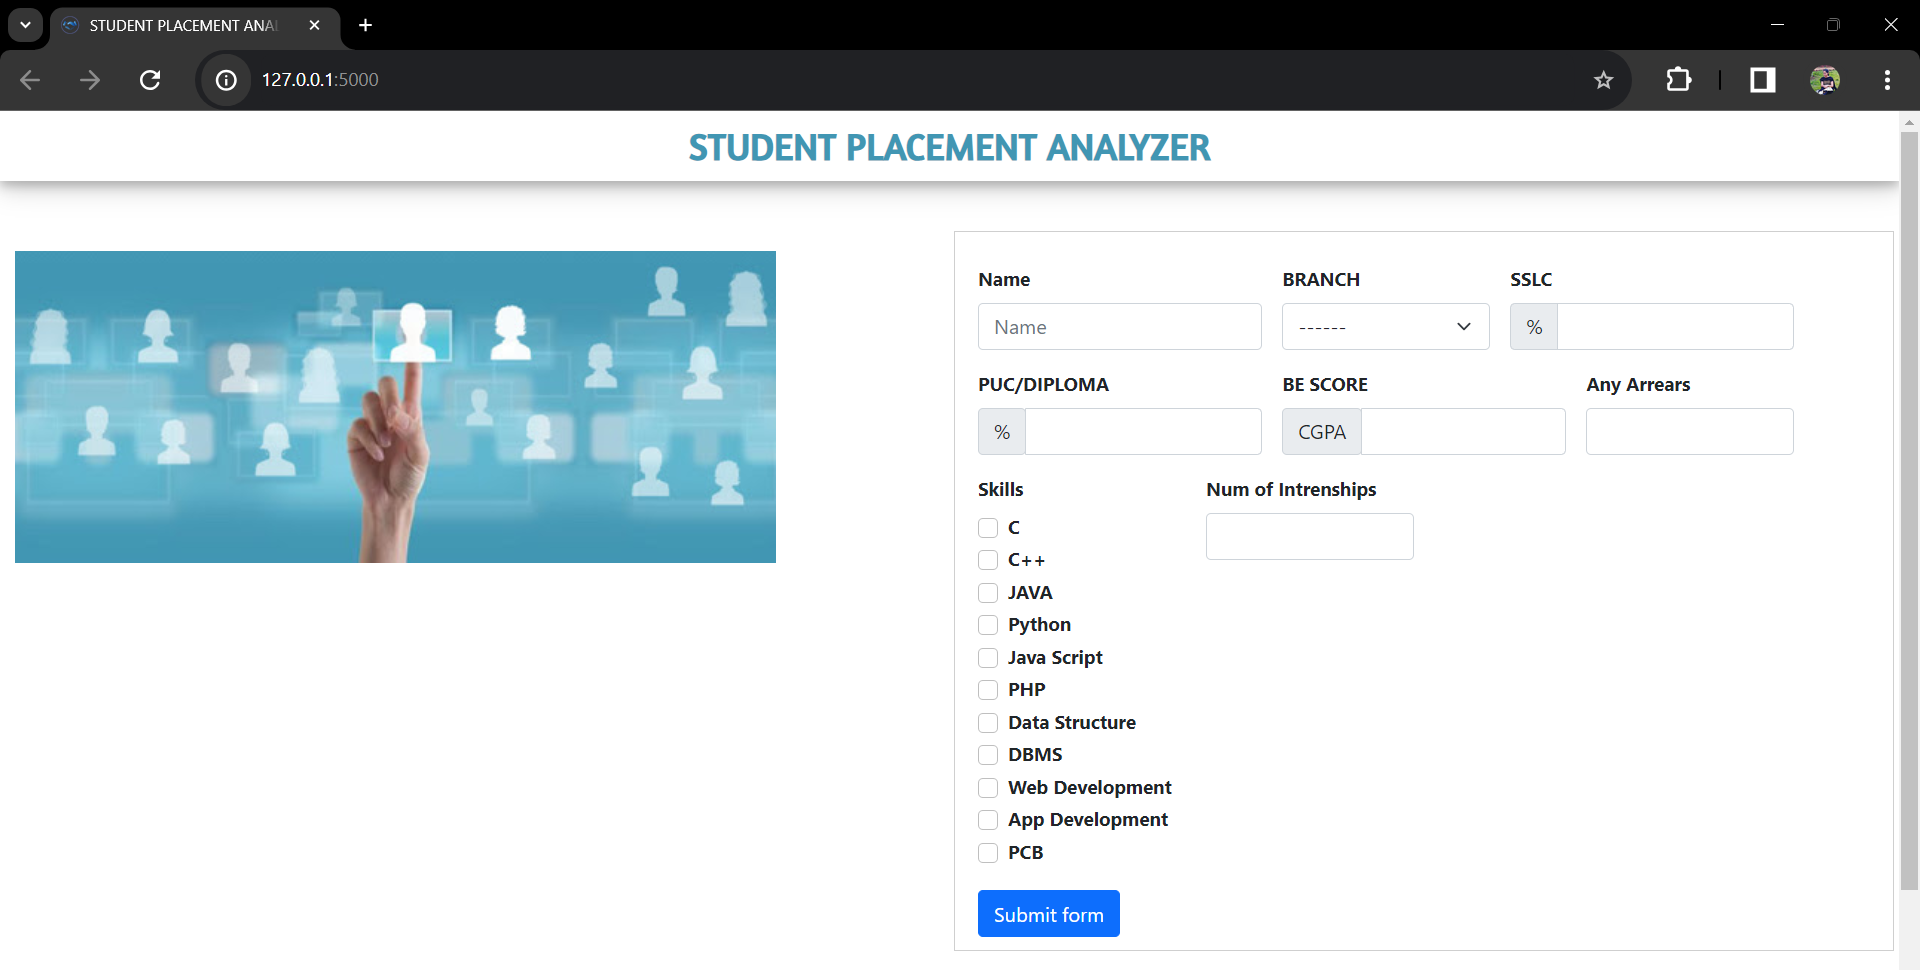 STUDENT PLACEMENT ANA
127.0.0.1:5000
STUDENT PLACEMENT ANALYZER
Name BRANCH SSLC
Name ------ %
PUC/DIPLOMA BE SCORE Any Arrears
% CGPA
Skills Num of Intrenships
C
C++
JAVA
Python
Java Script
PHP
Data Structure
DBMS
Web Development
App Development
PCB
Submit form